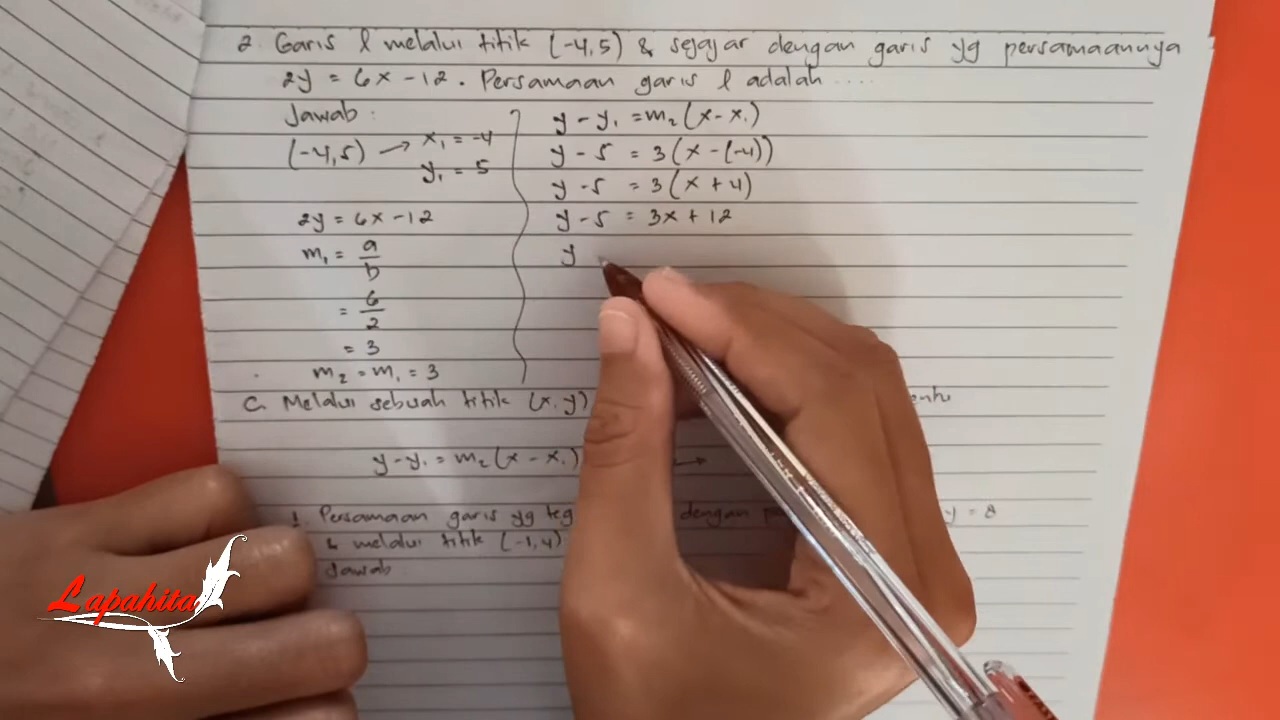 2. Garis l melalui titik (-4,5) & sejajar dengan garis yg persamaannya
2y = 6x - 12. Persamaan garis l adalah ....
Jawab :
(-4,5) → x₁ = -4
y₁ = 5
2y = 6x - 12
m₁ = a/b
= 6/2
= 3
m₂ = m₁ = 3
y - y₁ = m₂(x - x₁)
y - 5 = 3(x - (-4))
y - 5 = 3(x + 4)
y - 5 = 3x + 12
y
C. Melalui sebuah titik (x, y)
y - y₁ = m₂(x - x₁) →
1. Persamaan garis yg teg dengan y = 8
& melalui titik (-1,4)
Jawab
Lapahita